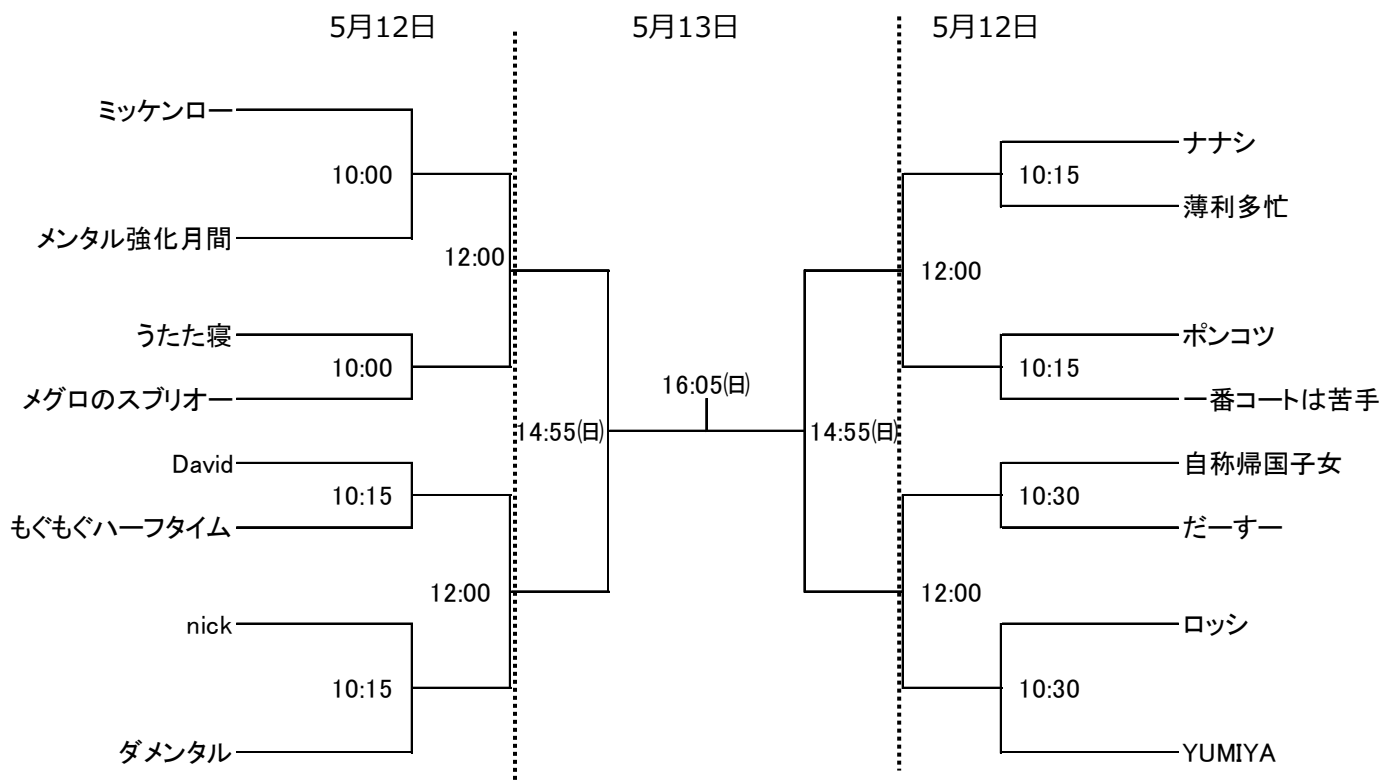 5月12日
5月13日
5月12日
ミッケンロー
10:00
メンタル強化月間
12:00
うたた寝
10:00
メグロのスブリオー
14:55(日)
David
10:15
もぐもぐハーフタイム
12:00
nick
10:15
ダメンタル
16:05(日)
ナナシ
10:15
薄利多忙
12:00
ポンコツ
10:15
一番コートは苦手
14:55(日)
自称帰国子女
10:30
だーすー
12:00
ロッシ
10:30
YUMIYA